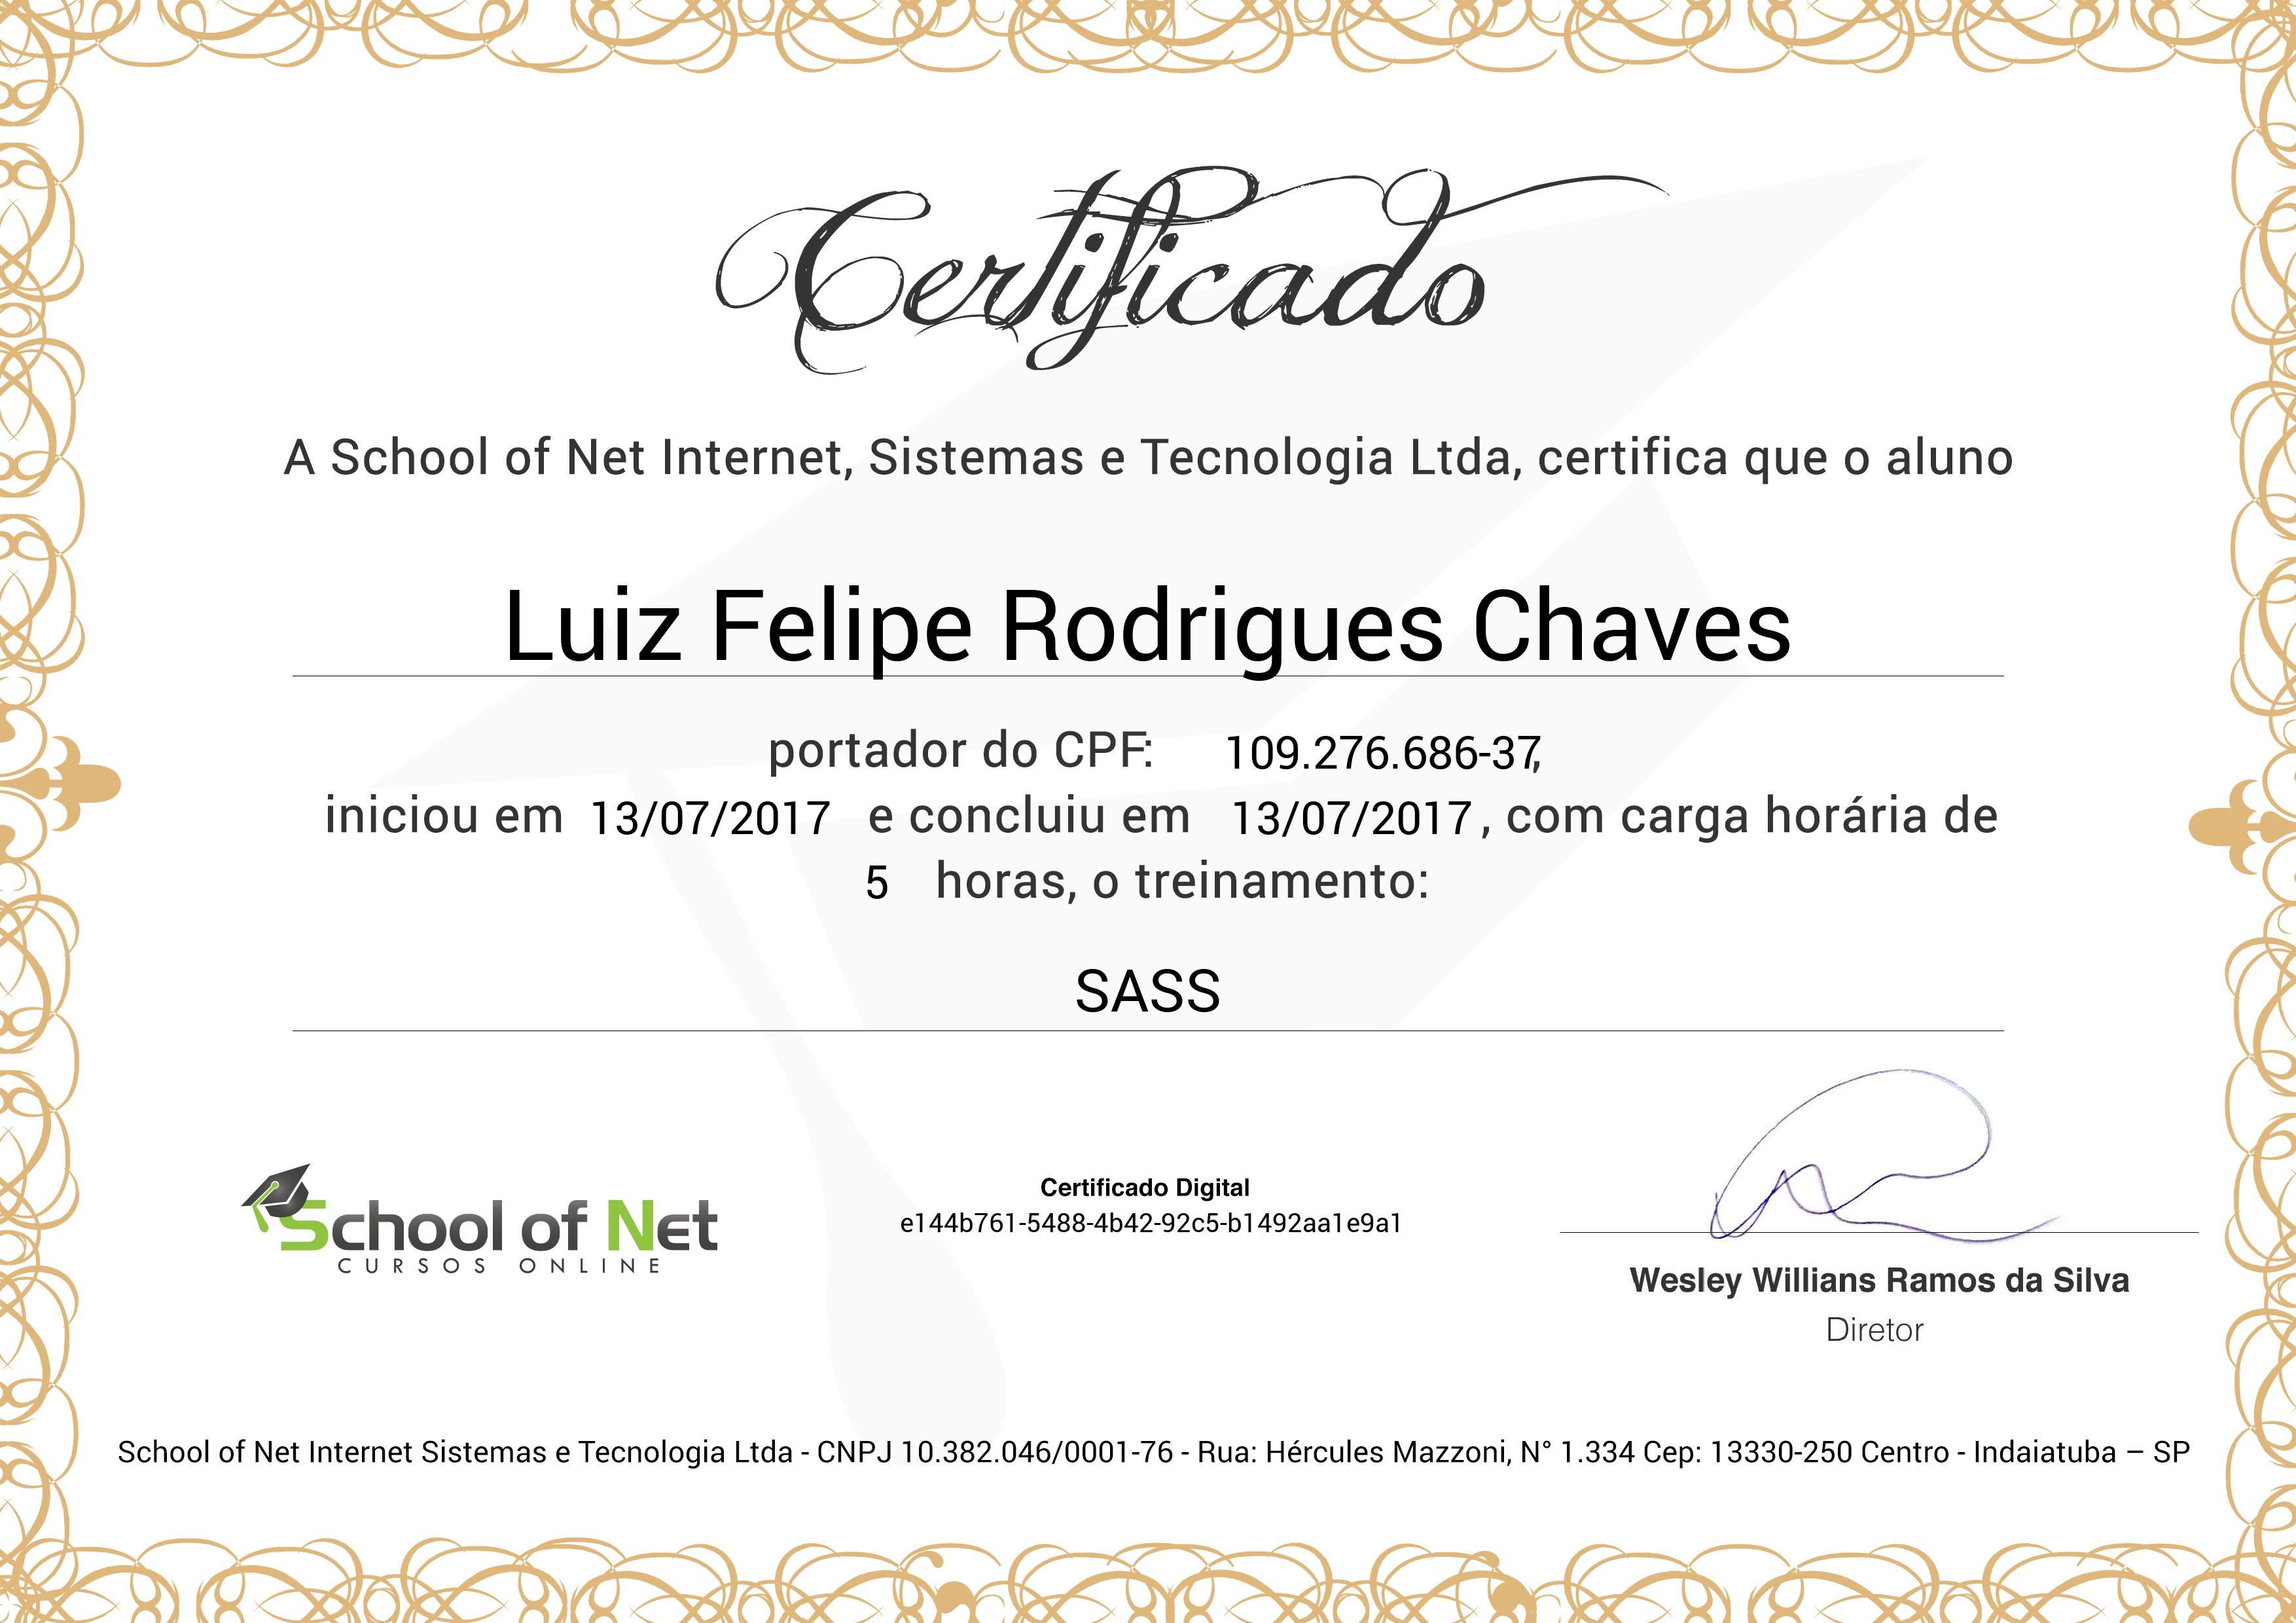 Certificado
A School of Net Internet, Sistemas e Tecnologia Ltda, certifica que o aluno
Luiz Felipe Rodrigues Chaves
portador do CPF: 109.276.686-37,
iniciou em 13/07/2017 e concluiu em 13/07/2017, com carga horária de
5 horas, o treinamento:
SASS
School of Net
CURSOS ONLINE
Certificado Digital
e144b761-5488-4b42-92c5-b1492aa1e9a1
Wesley Willians Ramos da Silva
Diretor
School of Net Internet Sistemas e Tecnologia Ltda - CNPJ 10.382.046/0001-76 - Rua: Hércules Mazzoni, N° 1.334 Cep: 13330-250 Centro - Indaiatuba – SP